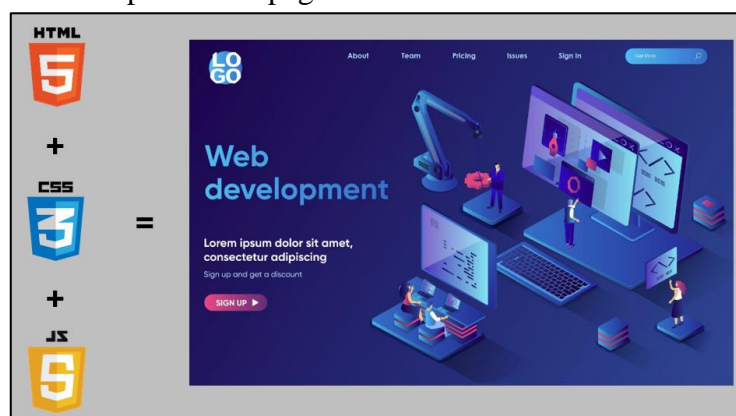 HTML
5
+
CSS
3
+
JS
5
=
LO
GO
About Team Pricing Issues Sign In
Web
development
Lorem ipsum dolor sit amet,
consectetur adipiscing
Sign up and get a discount
SIGN UP